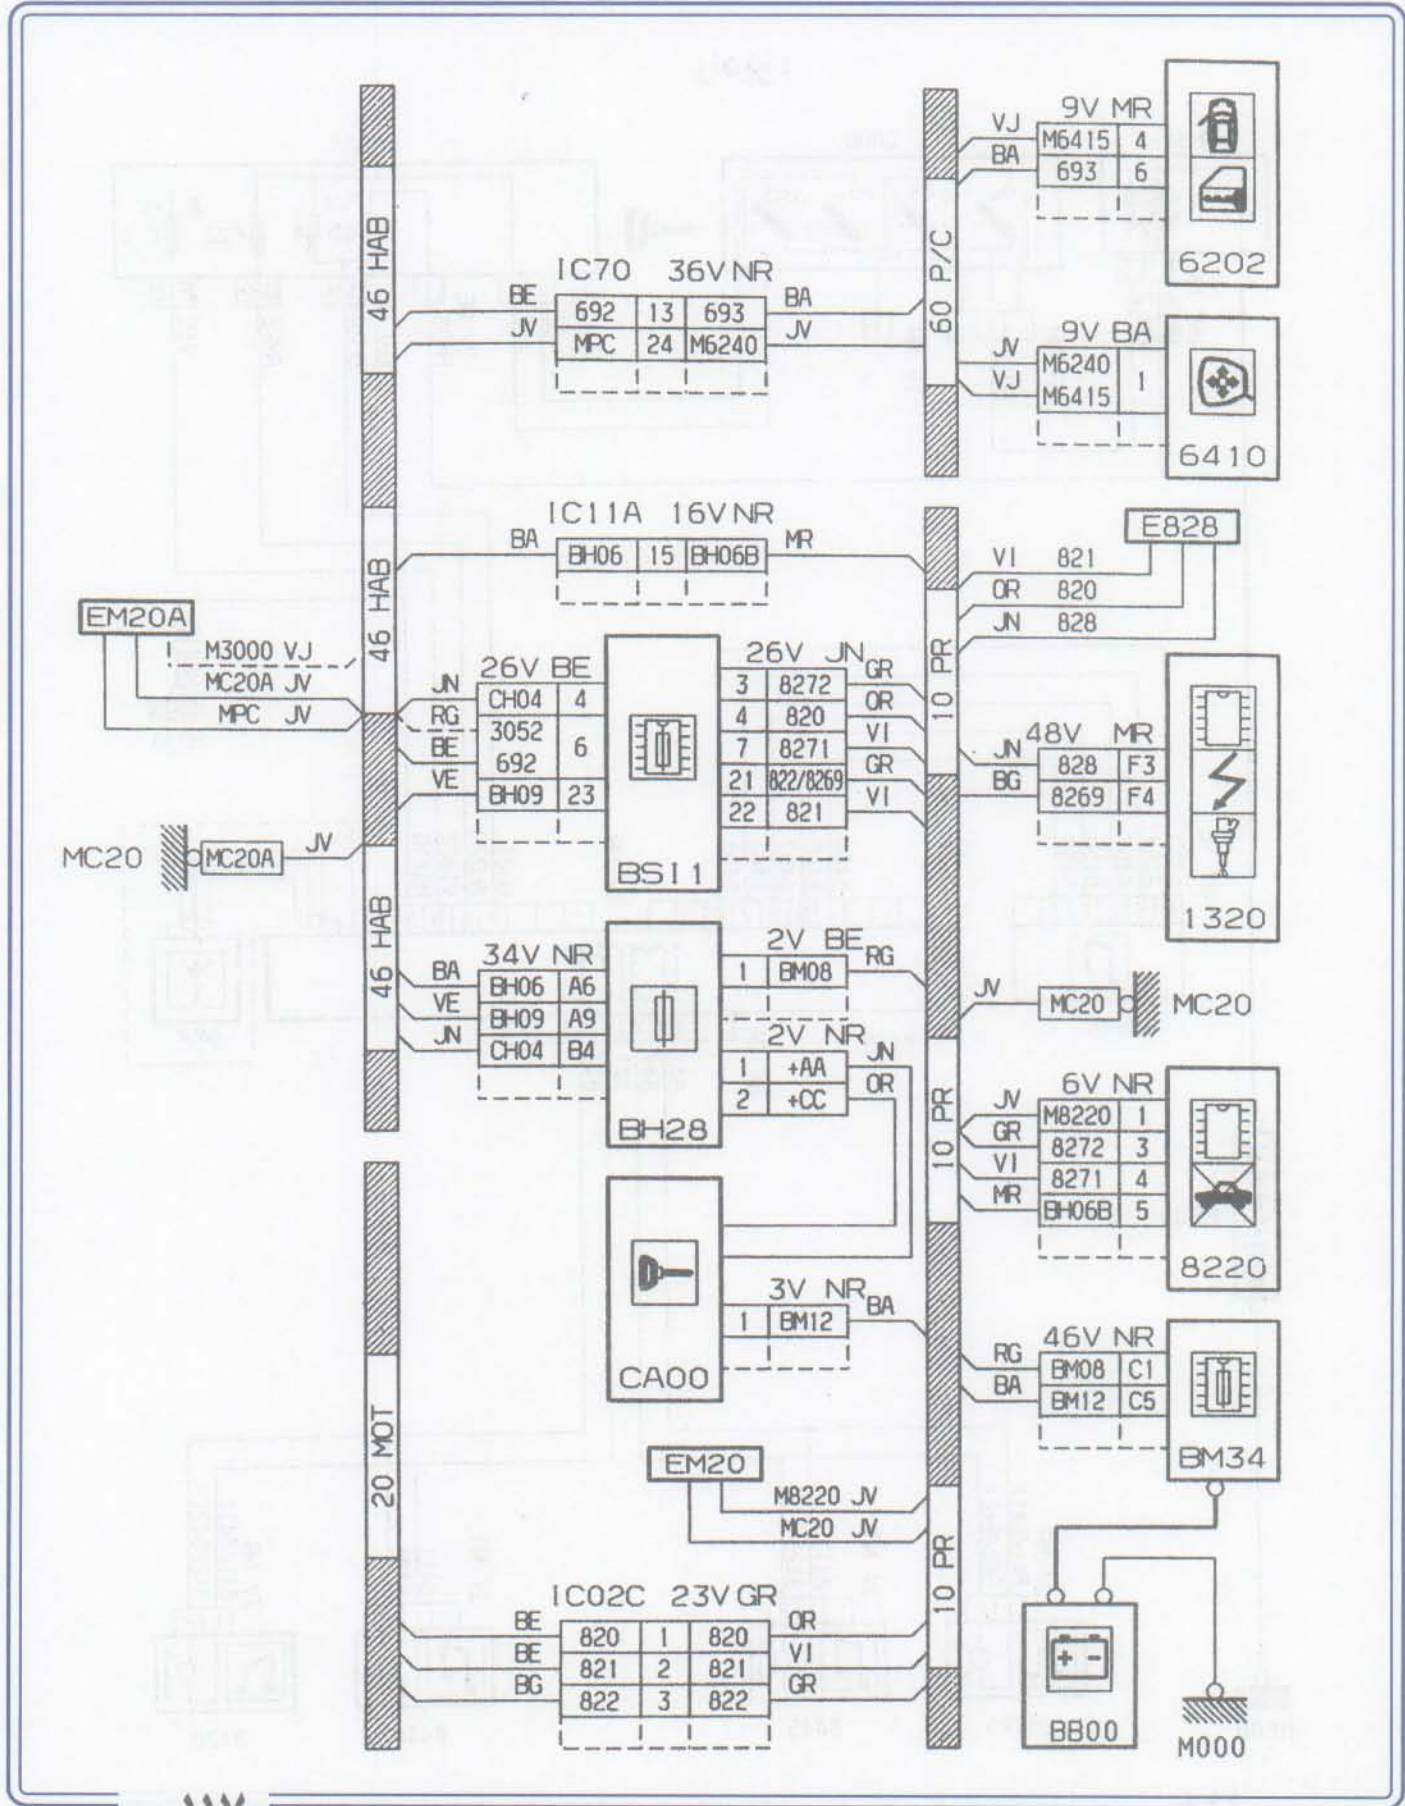 9V MR
VJ M6415 4
BA 693 6
6202
46 HAB
60 P/C
IC70 36V NR
BE 692 13 693 BA
JV MPC 24 M6240 JV
9V BA
JV M6240
VJ M6415 1
6410
IC11A 16V NR
BA BH06 15 BH06B MR
E828
VI 821
OR 820
JN 828
46 HAB
10 PR
EM20A
M3000 VJ
MC20A JV
MPC JV
26V BE
JN CH04 4
RG 3052
BE 692 6
VE BH09 23
BSI1
26V JN
3 8272 GR
4 820 OR
7 8271 VI
21 822/8269 GR
22 821 VI
48V MR
JN 828 F3
BG 8269 F4
1320
MC20 MC20A JV
46 HAB
34V NR
BA BH06 A6
VE BH09 A9
JN CH04 B4
BH28
2V BE
1 BM08 RG
2V NR
1 +AA JN
2 +CC OR
JV MC20 MC20
10 PR
6V NR
JV M8220 1
GR 8272 3
VI 8271 4
MR BH06B 5
8220
CA00
3V NR
1 BM12 BA
46V NR
RG BM08 C1
BA BM12 C5
BM34
20 MOT
EM20
M8220 JV
MC20 JV
10 PR
IC02C 23V GR
BE 820 1 820 OR
BE 821 2 821 VI
BG 822 3 822 GR
+ -
BB00
M000